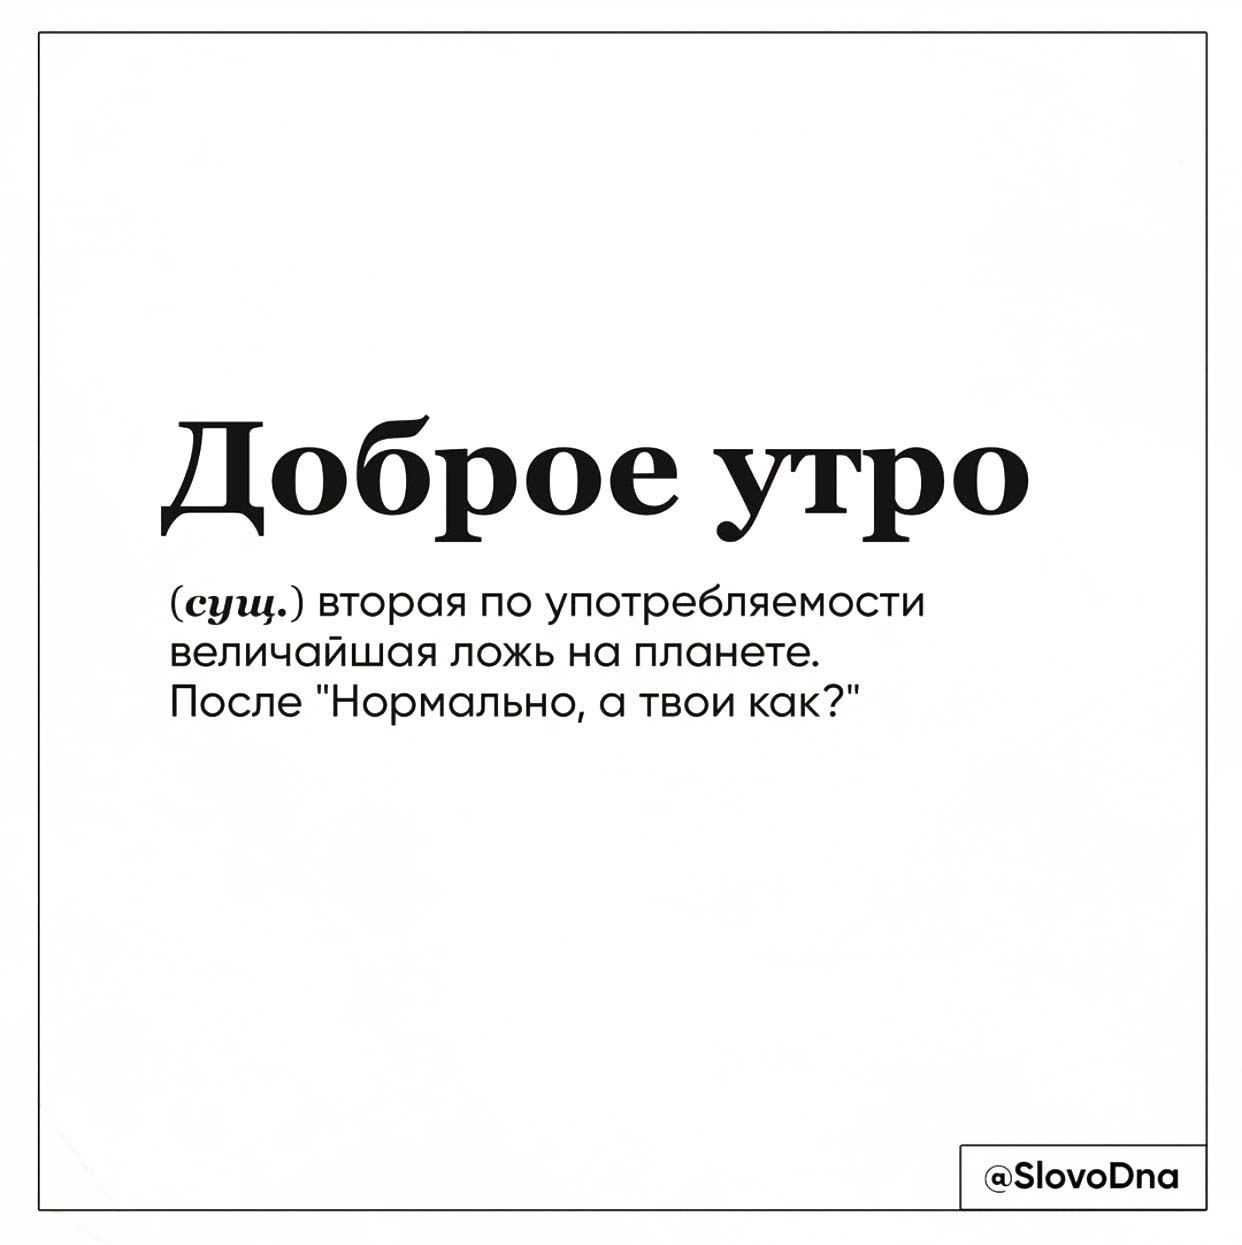 Доброе утро
(сущ.) вторая по употребляемости
величайшая ложь на планете.
После "Нормально, а твои как?"
@SlovoDna